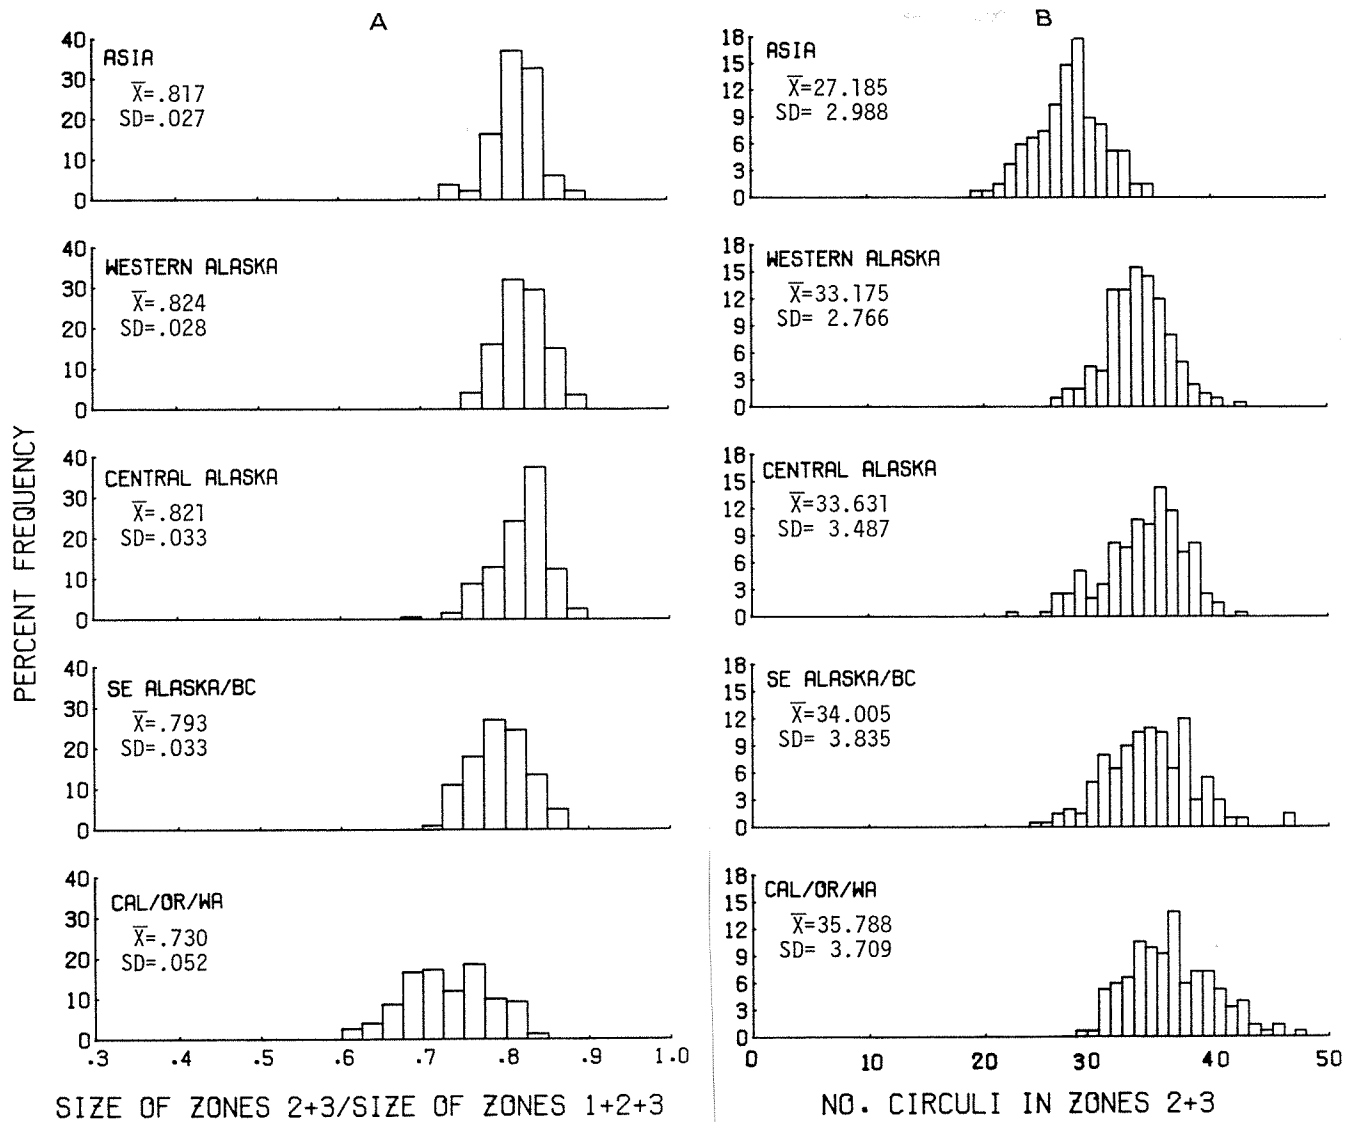 A
B
PERCENT FREQUENCY
40
30
20
10
0
ASIA
X̅=.817
SD=.027
18
15
12
9
6
3
0
ASIA
X̅=27.185
SD= 2.988
40
30
20
10
0
WESTERN ALASKA
X̅=.824
SD=.028
18
15
12
9
6
3
0
WESTERN ALASKA
X̅=33.175
SD= 2.766
40
30
20
10
0
CENTRAL ALASKA
X̅=.821
SD=.033
18
15
12
9
6
3
0
CENTRAL ALASKA
X̅=33.631
SD= 3.487
40
30
20
10
0
SE ALASKA/BC
X̅=.793
SD=.033
18
15
12
9
6
3
0
SE ALASKA/BC
X̅=34.005
SD= 3.835
40
30
20
10
0
CAL/OR/WA
X̅=.730
SD=.052
.3 .4 .5 .6 .7 .8 .9 1.0
SIZE OF ZONES 2+3/SIZE OF ZONES 1+2+3
18
15
12
9
6
3
0
CAL/OR/WA
X̅=35.788
SD= 3.709
0 10 20 30 40 50
NO. CIRCULI IN ZONES 2+3